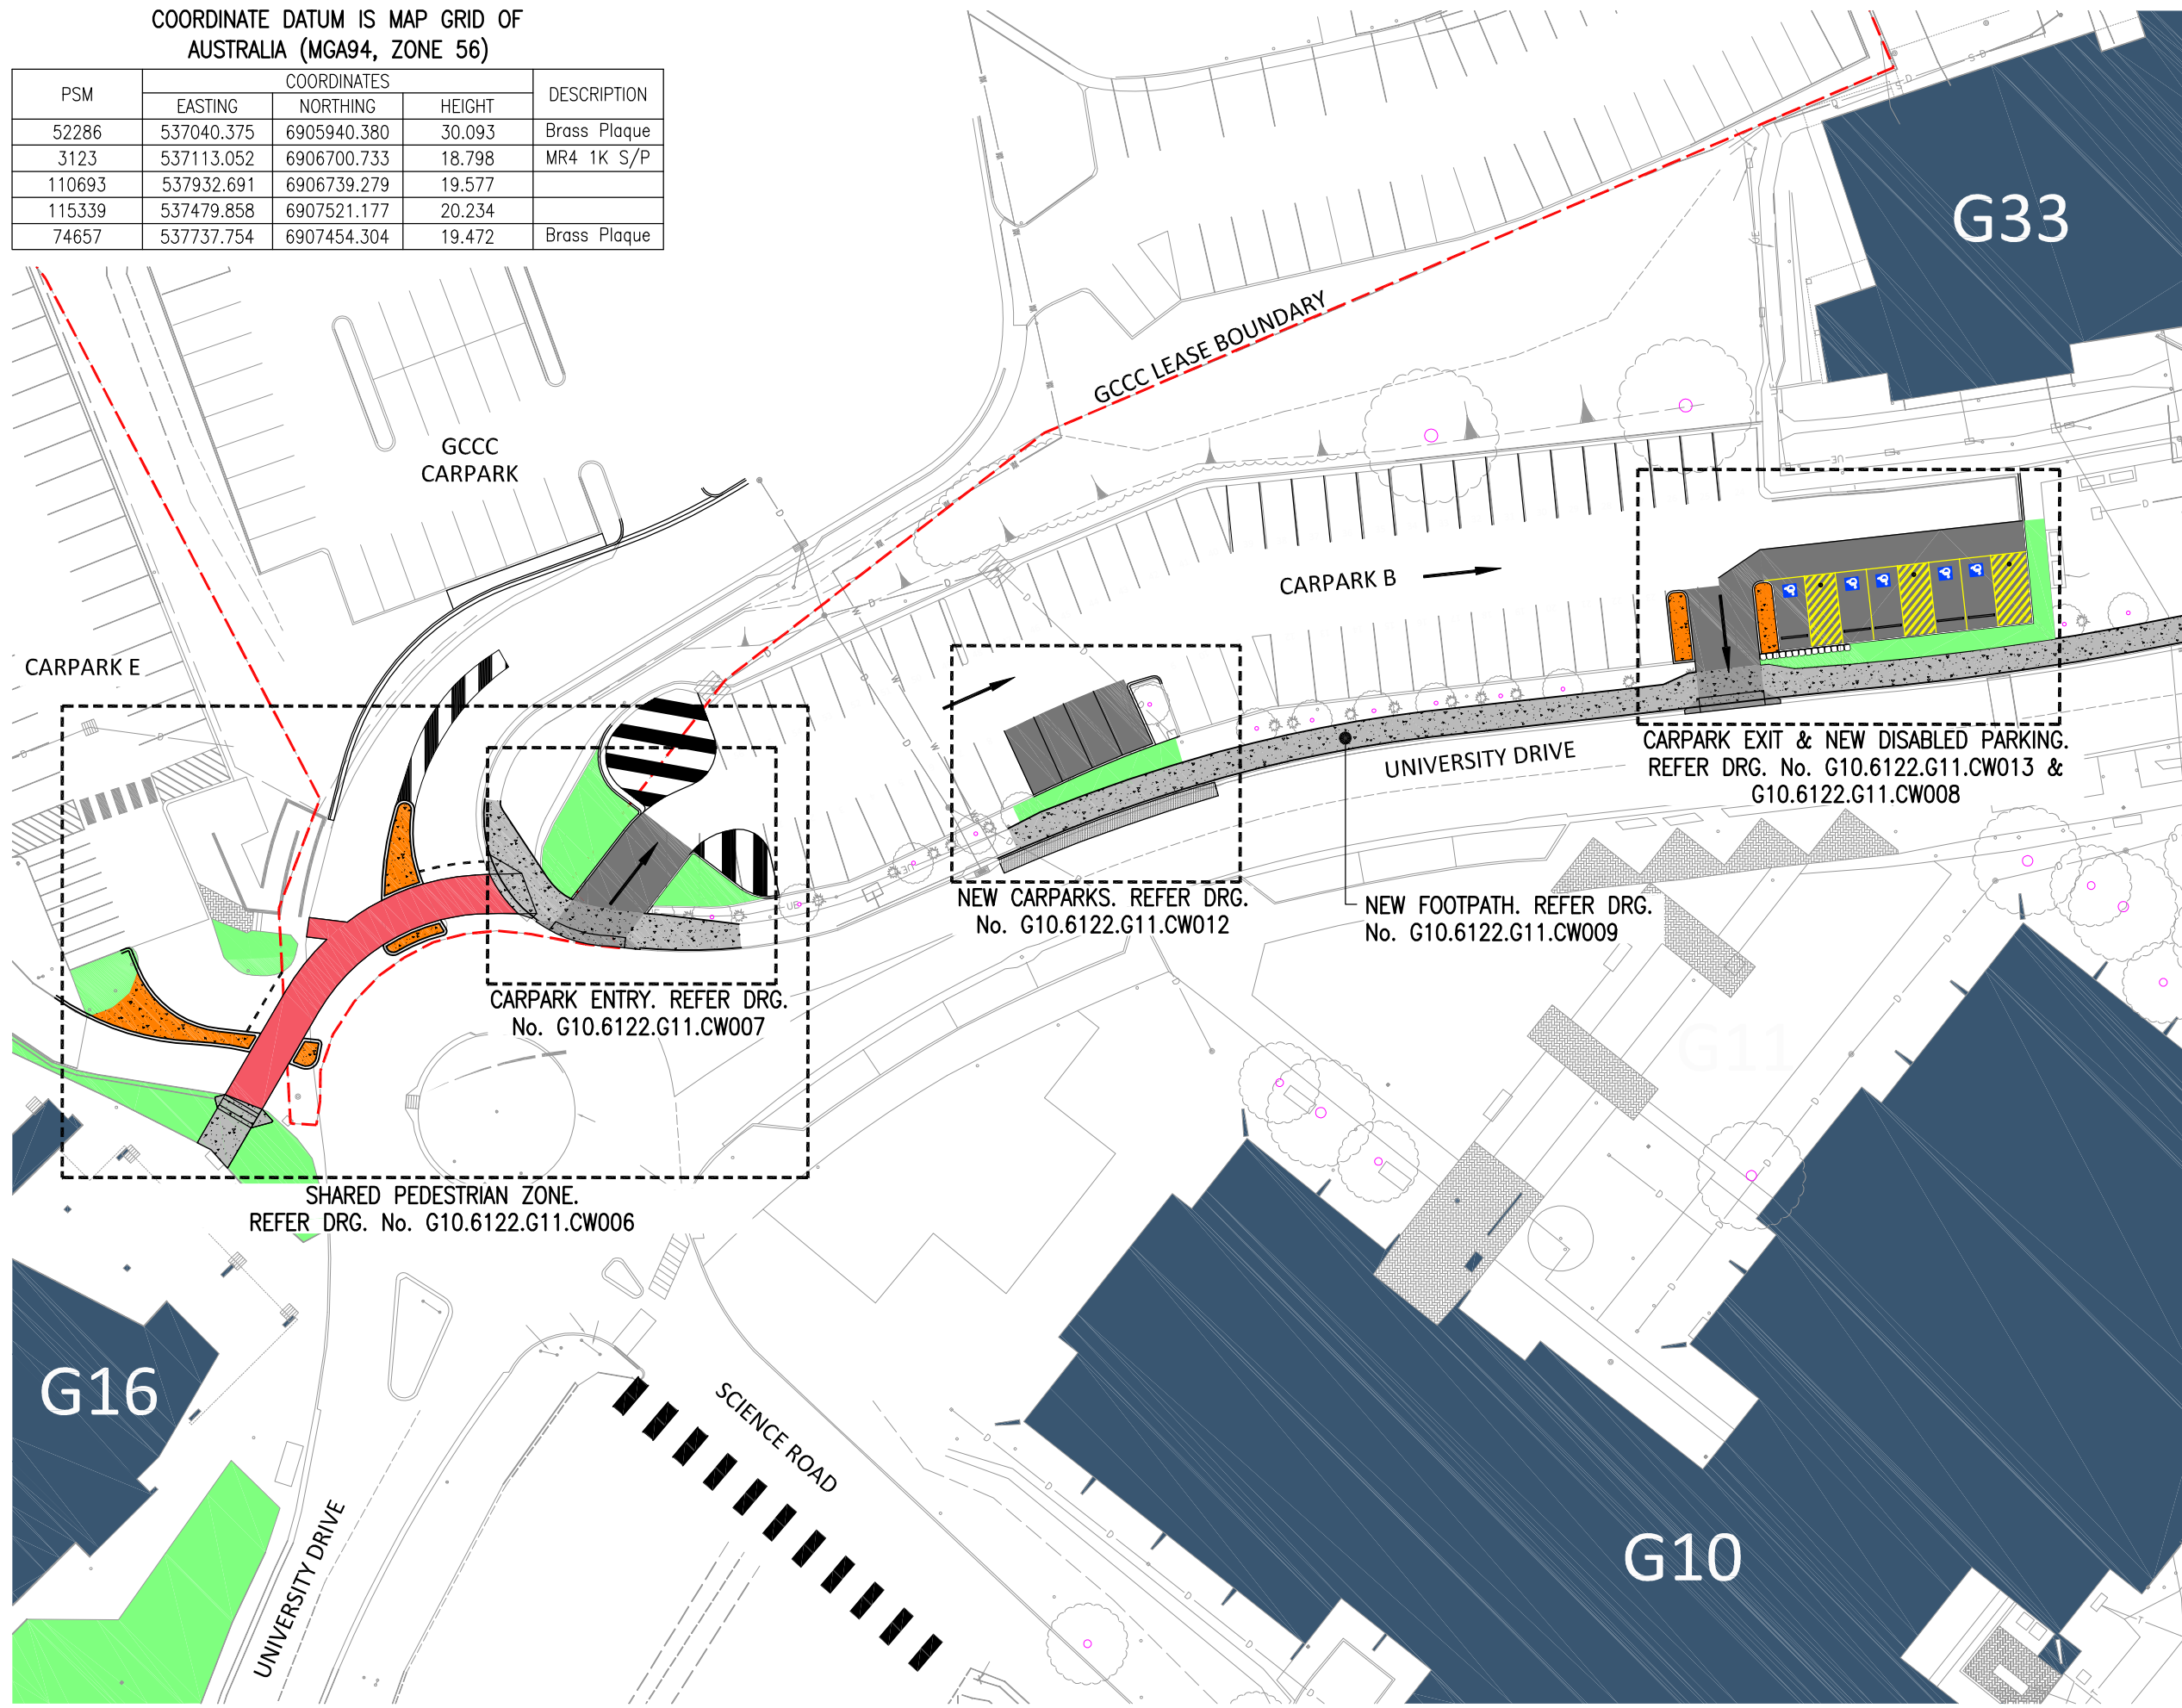 COORDINATE DATUM IS MAP GRID OF
AUSTRALIA (MGA94, ZONE 56)
PSM COORDINATES DESCRIPTION
EASTING NORTHING HEIGHT
52286 537040.375 6905940.380 30.093 Brass Plaque
3123 537113.052 6906700.733 18.798 MR4 1K S/P
110693 537932.691 6906739.279 19.577
115339 537479.858 6907521.177 20.234
74657 537737.754 6907454.304 19.472 Brass Plaque
G33
GCCC LEASE BOUNDARY
GCCC
CARPARK
CARPARK B
CARPARK E
CARPARK EXIT & NEW DISABLED PARKING.
REFER DRG. No. G10.6122.G11.CW013 &
G10.6122.G11.CW008
UNIVERSITY DRIVE
NEW CARPARKS. REFER DRG.
No. G10.6122.G11.CW012
NEW FOOTPATH. REFER DRG.
No. G10.6122.G11.CW009
CARPARK ENTRY. REFER DRG.
No. G10.6122.G11.CW007
G11
SHARED PEDESTRIAN ZONE.
REFER DRG. No. G10.6122.G11.CW006
G16
SCIENCE ROAD
UNIVERSITY DRIVE
G10